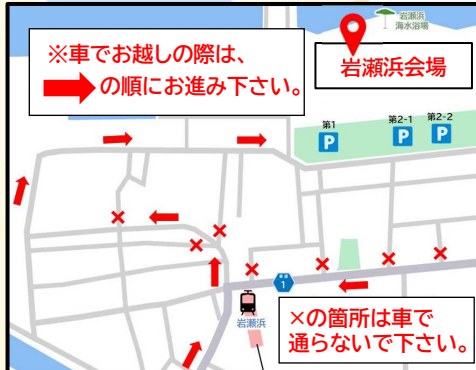 岩瀬浜
海水浴場
※車でお越しの際は、
の順にお進み下さい。
岩瀬浜会場
第1
第2-1
第2-2
P
P
P
1
岩瀬浜
×の箇所は車で
通らないで下さい。